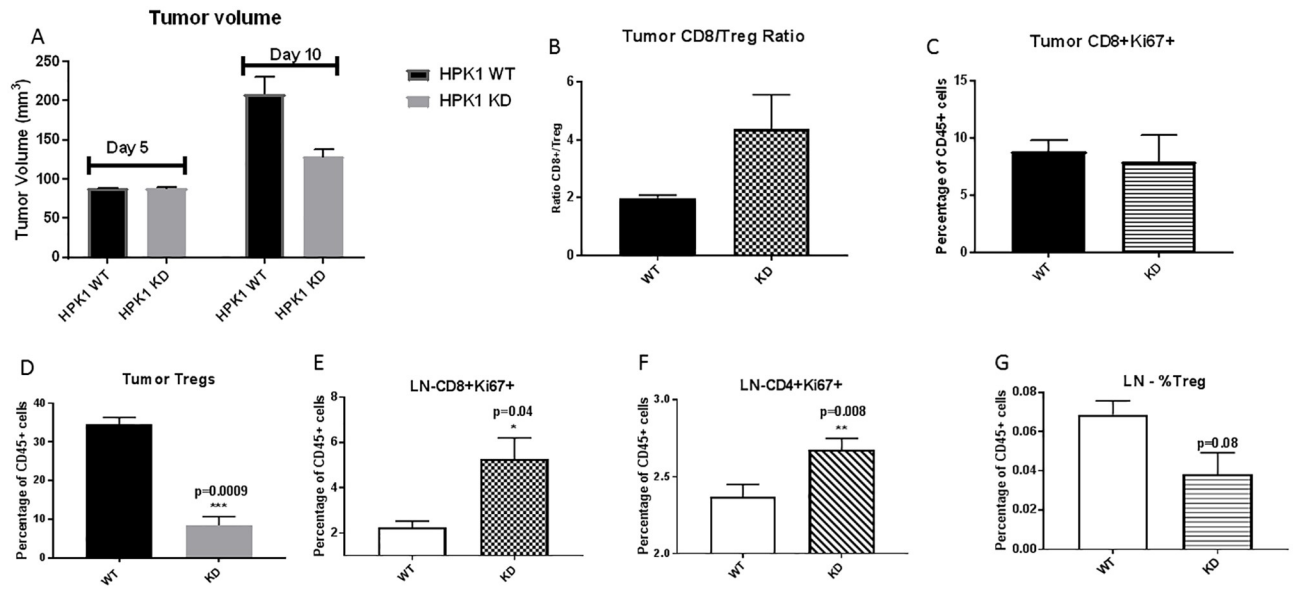 Tumor volume
A
Day 10
Day 5
Tumor Volume (mm3)
250
200
150
100
50
0
HPK1 WT
HPK1 KD
HPK1 WT
HPK1 KD
HPK1 WT
HPK1 KD
B
Tumor CD8/Treg Ratio
Ratio CD8+/Treg
6
4
2
0
WT
KD
C
Tumor CD8+Ki67+
Percentage of CD45+ cells
15
10
5
0
WT
KD
D
Tumor Tregs
Percentage of CD45+ cells
40
30
20
10
0
p=0.0009
***
WT
KD
E
LN-CD8+Ki67+
Percentage of CD45+ cells
8
6
4
2
p=0.04
*
WT
KD
F
LN-CD4+Ki67+
Percentage of CD45+ cells
3.0
2.5
2.0
p=0.008
**
WT
KD
G
LN - %Treg
Percentage of CD45+ cells
0.08
0.06
0.04
0.02
0.00
p=0.08
WT
KD